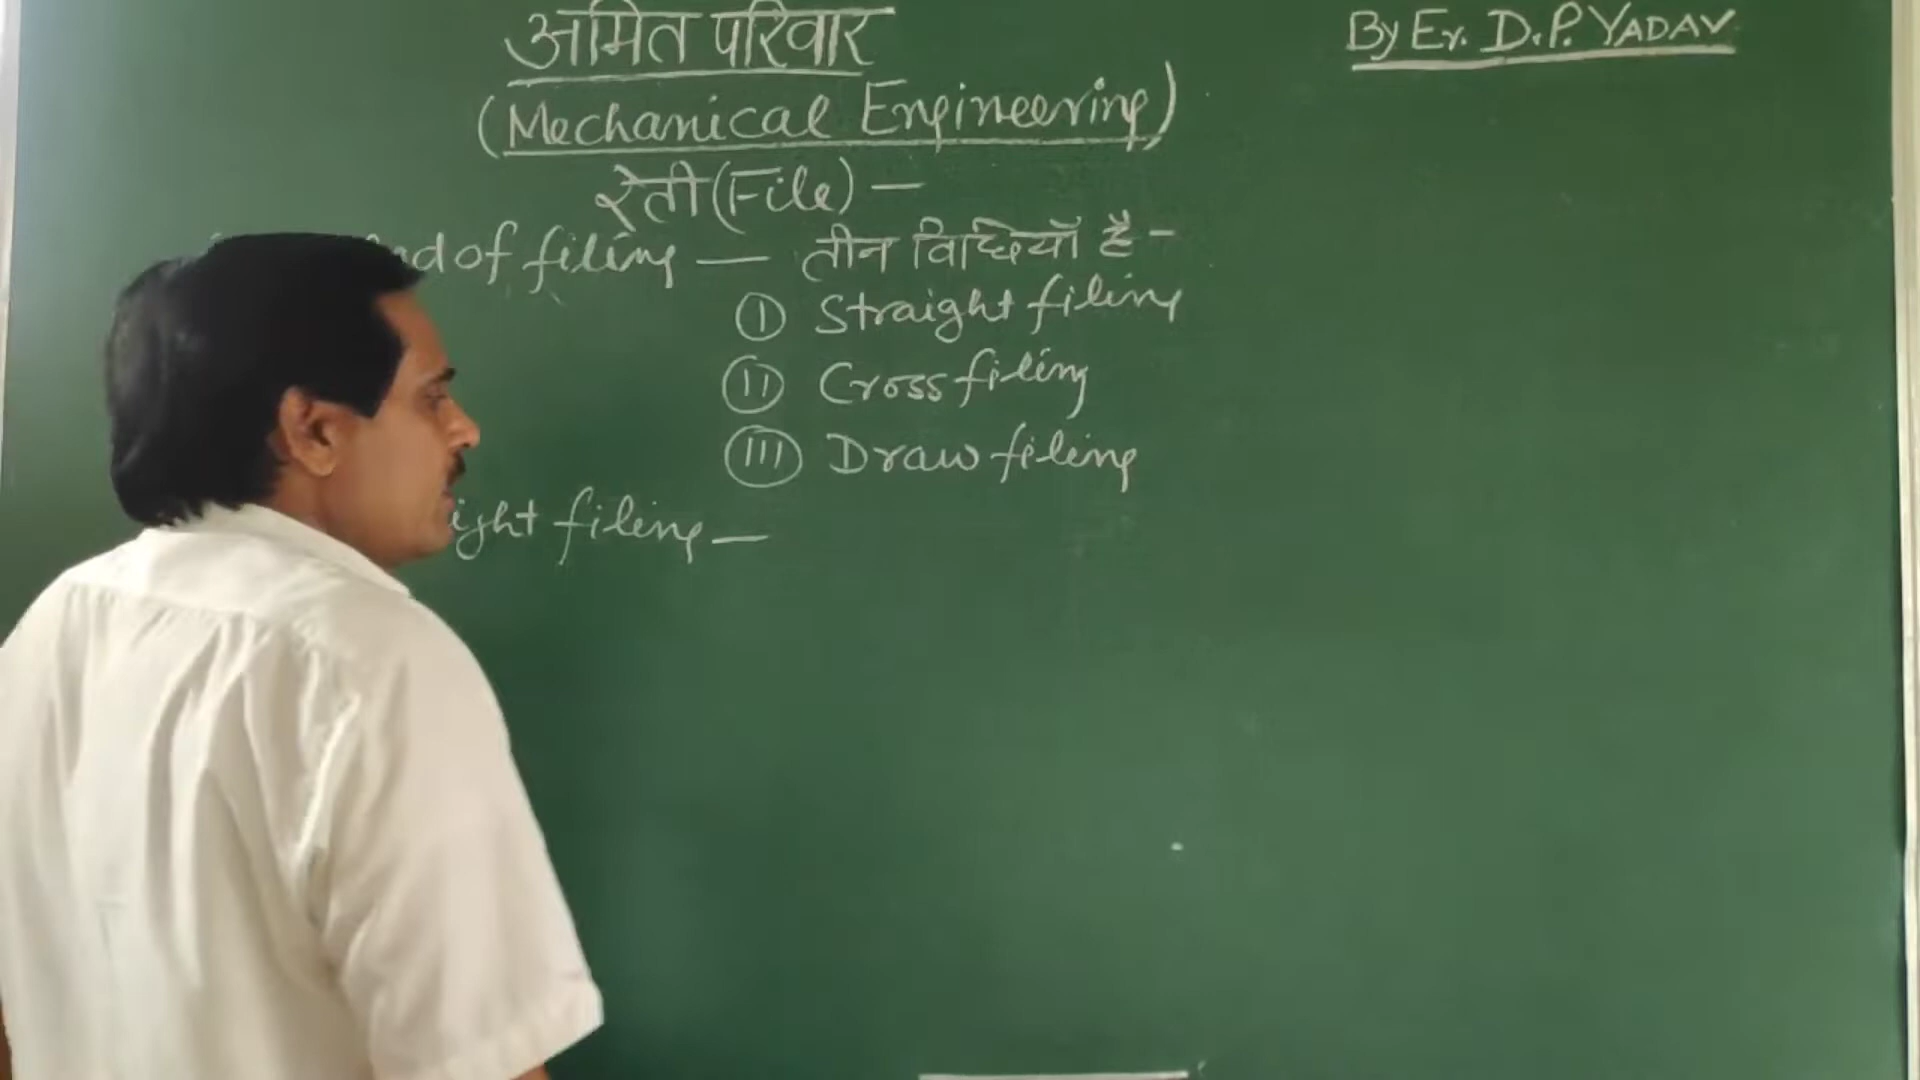 अमित परिवार
By Er. D.P. YADAV
(Mechanical Engineering)
रेती (File) —
of filing — तीन विधियाँ है -
(I) Straight filing
(II) Cross filing
(III) Draw filing
filing —